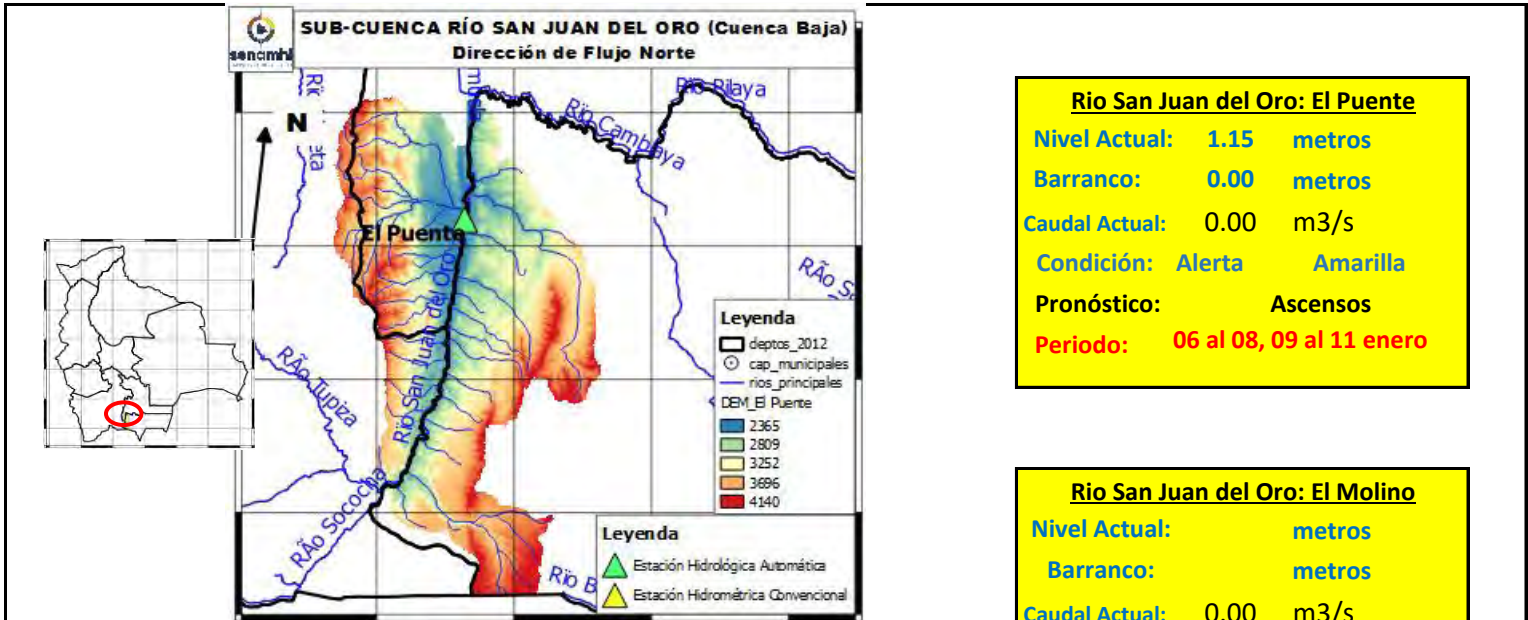 senamhi
SUB-CUENCA RÍO SAN JUAN DEL ORO (Cuenca Baja)
Dirección de Flujo Norte
N
Río Pilaya
Rïo Cambaya
El Puente
Rïo San Juan del Oro
RÃo Tupiza
RÃo Sococha
RÃo S
Rïo B
Leyenda
deptos_2012
cap_municipales
rios_principales
DEM_El Puente
2365
2809
3252
3696
4140
Leyenda
Estación Hidrológica Automática
Estación Hidrométrica Convencional
Rio San Juan del Oro: El Puente
Nivel Actual: 1.15 metros
Barranco: 0.00 metros
Caudal Actual: 0.00 m3/s
Condición: Alerta Amarilla
Pronóstico: Ascensos
Periodo: 06 al 08, 09 al 11 enero
Rio San Juan del Oro: El Molino
Nivel Actual: metros
Barranco: metros
Caudal Actual: 0.00 m3/s